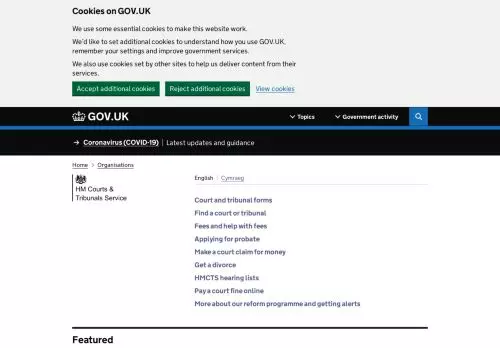 Cookies on GOV.UK
We use some essential cookies to make this website work.
We'd like to set additional cookies to understand how you use GOV.UK,
remember your settings and improve government services.
We also use cookies set by other sites to help us deliver content from their
services.
Accept additional cookies Reject additional cookies View cookies
GOV.UK Topics Government activity
→ Coronavirus (COVID-19) Latest updates and guidance
Home > Organisations
HM Courts &
Tribunals Service
English Cymraeg
Court and tribunal forms
Find a court or tribunal
Fees and help with fees
Applying for probate
Make a court claim for money
Get a divorce
HMCTS hearing lists
Pay a court fine online
More about our reform programme and getting alerts
Featured